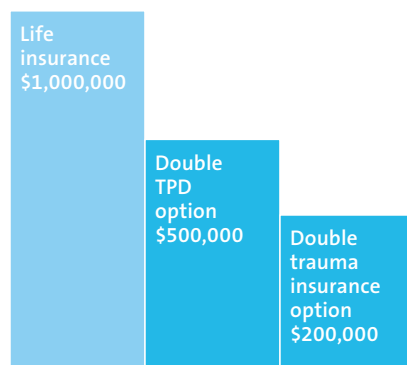 Life
insurance
$1,000,000
Double
TPD
option
$500,000
Double
trauma
insurance
option
$200,000